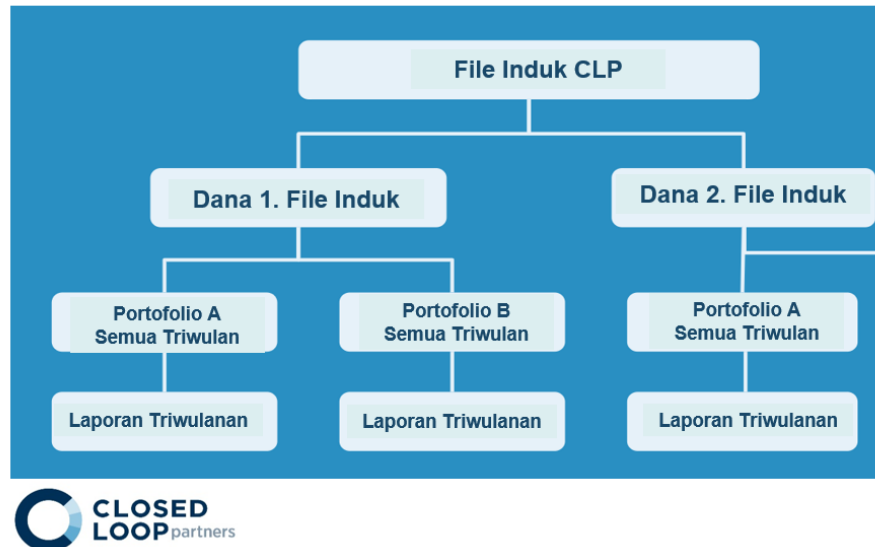 File Induk CLP
Dana 1. File Induk
Dana 2. File Induk
Portofolio A
Semua Triwulan
Portofolio B
Semua Triwulan
Portofolio A
Semua Triwulan
Laporan Triwulanan
Laporan Triwulanan
Laporan Triwulanan
CLOSED
LOOP partners